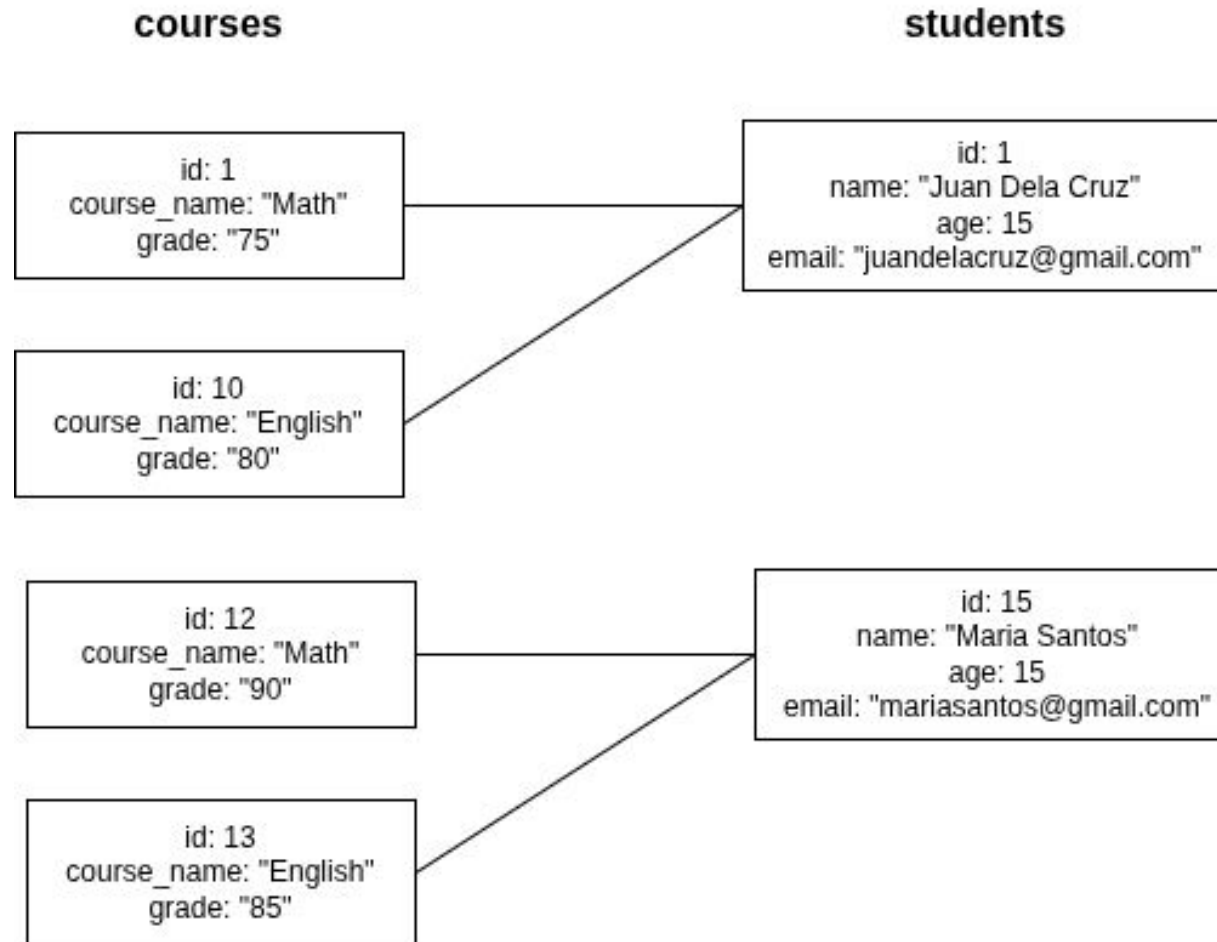 courses
students
id: 1
course_name: "Math"
grade: "75"
id: 1
name: "Juan Dela Cruz"
age: 15
email: "juandelacruz@gmail.com"
id: 10
course_name: "English"
grade: "80"
id: 12
course_name: "Math"
grade: "90"
id: 15
name: "Maria Santos"
age: 15
email: "mariasantos@gmail.com"
id: 13
course_name: "English"
grade: "85"